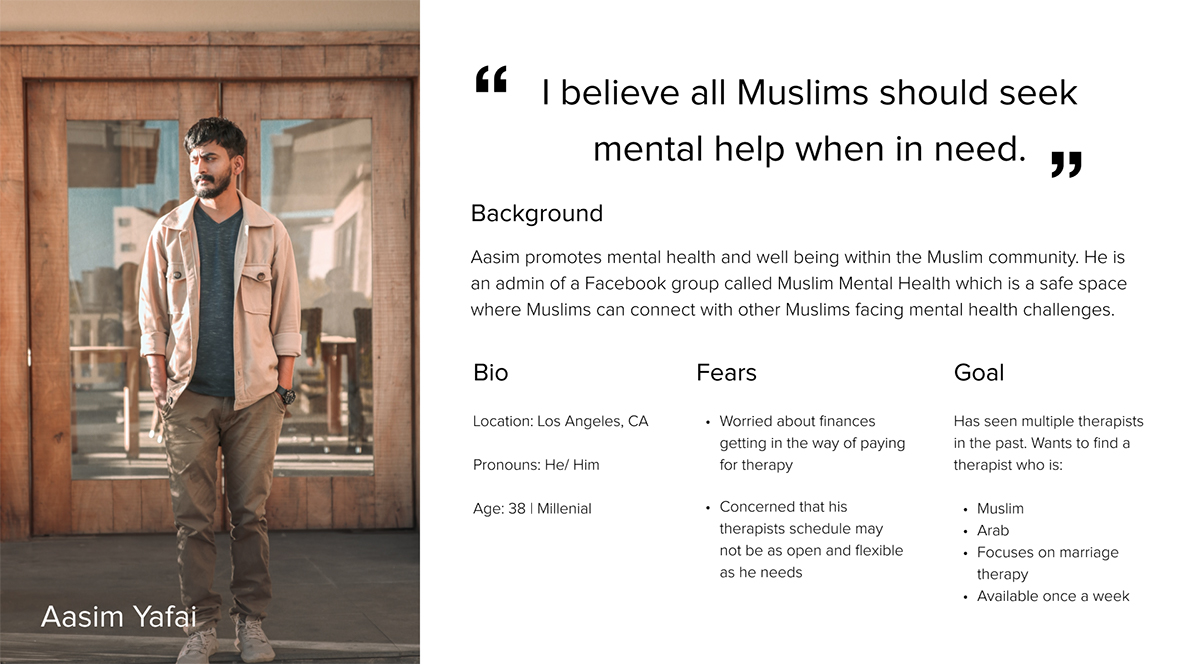 “ I believe all Muslims should seek
mental help when in need. ”
Background
Aasim promotes mental health and well being within the Muslim community. He is
an admin of a Facebook group called Muslim Mental Health which is a safe space
where Muslims can connect with other Muslims facing mental health challenges.
Bio
Location: Los Angeles, CA
Pronouns: He/ Him
Age: 38 | Millenial
Fears
• Worried about finances
getting in the way of paying
for therapy
• Concerned that his
therapists schedule may
not be as open and flexible
as he needs
Goal
Has seen multiple therapists
in the past. Wants to find a
therapist who is:
• Muslim
• Arab
• Focuses on marriage
therapy
• Available once a week
Aasim Yafai